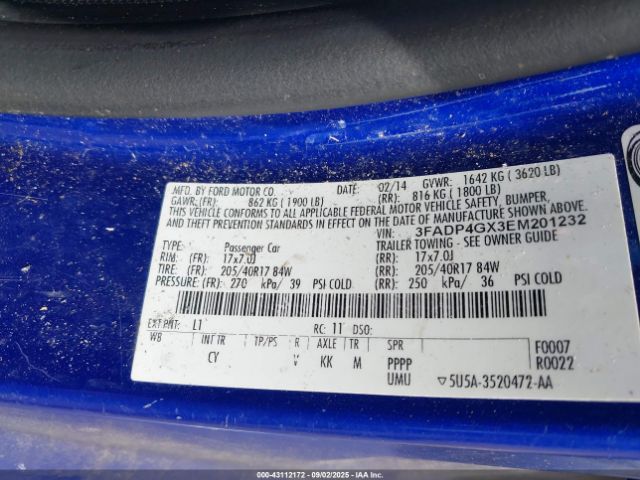 MFD. BY FORD MOTOR CO.
DATE: 02/14 GVWR: 1642 KG ( 3620 LB)
GAWR:(FR): 862 KG ( 1900 LB) (RR): 816 KG ( 1800 LB)
THIS VEHICLE CONFORMS TO ALL APPLICABLE FEDERAL MOTOR VEHICLE SAFETY, BUMPER,
AND THEFT PREVENTION STANDARDS IN EFFECT ON THE DATE OF MANUFACTURE SHOWN ABOVE.
VIN: 3FADP4GX3EM201232
TYPE: Passenger Car TRAILER TOWING - SEE OWNER GUIDE
RIM: (FR): 17x7.0J (RR): 17x7.0J
TIRE: (FR): 205/40R17 84W (RR): 205/40R17 84W
PRESSURE: (FR): 270 kPa/ 39 PSI COLD (RR): 250 kPa/ 36 PSI COLD
EXT PNT: L1 RC: 11 DSO:
WB INT TR TP/PS R AXLE TR SPR F0007
CY KK M PPPP R0022
UMU ▽5U5A-3520472-AA
000-43112172 - 09/02/2025 - IAAI